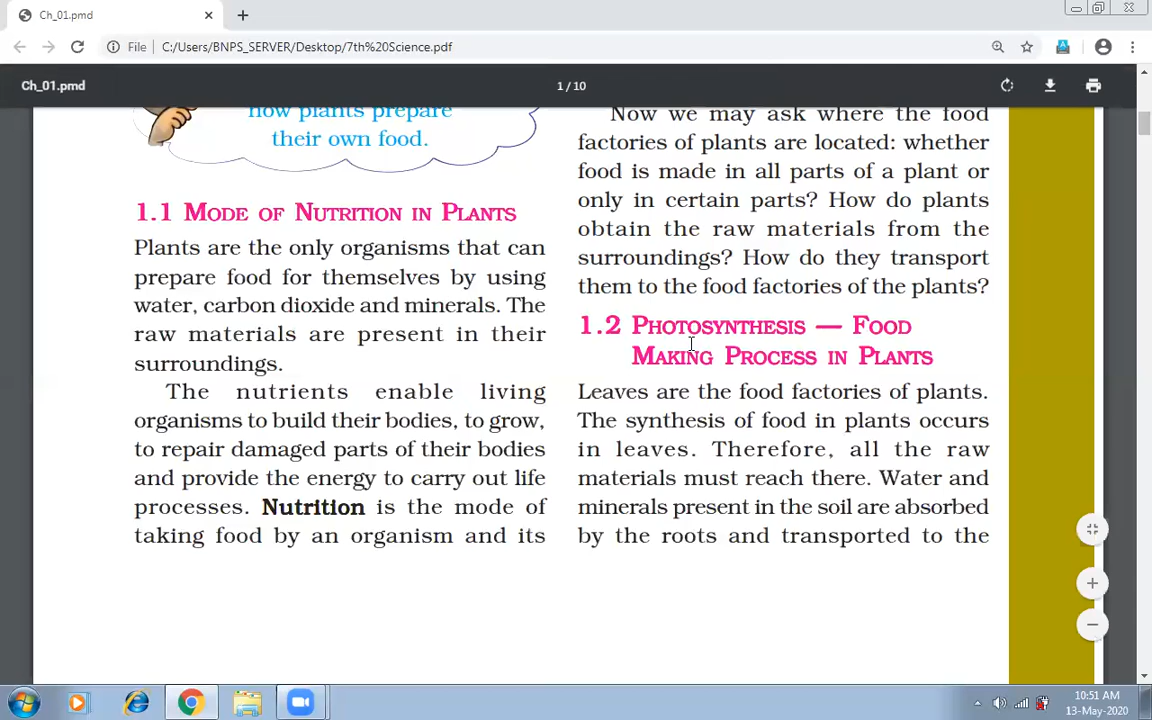 Ch_01.pmd
File
C:/Users/BNPS_SERVER/Desktop/7th%20Science.pdf
Ch_01.pmd
1 / 10
how plants prepare
their own food.
1.1 Mode of Nutrition in Plants
Plants are the only organisms that can
prepare food for themselves by using
water, carbon dioxide and minerals. The
raw materials are present in their
surroundings.
The nutrients enable living
organisms to build their bodies, to grow,
to repair damaged parts of their bodies
and provide the energy to carry out life
processes. Nutrition is the mode of
taking food by an organism and its
Now we may ask where the food
factories of plants are located: whether
food is made in all parts of a plant or
only in certain parts? How do plants
obtain the raw materials from the
surroundings? How do they transport
them to the food factories of the plants?
1.2 Photosynthesis — Food
Making Process in Plants
Leaves are the food factories of plants.
The synthesis of food in plants occurs
in leaves. Therefore, all the raw
materials must reach there. Water and
minerals present in the soil are absorbed
by the roots and transported to the
10:51 AM
13-May-2020